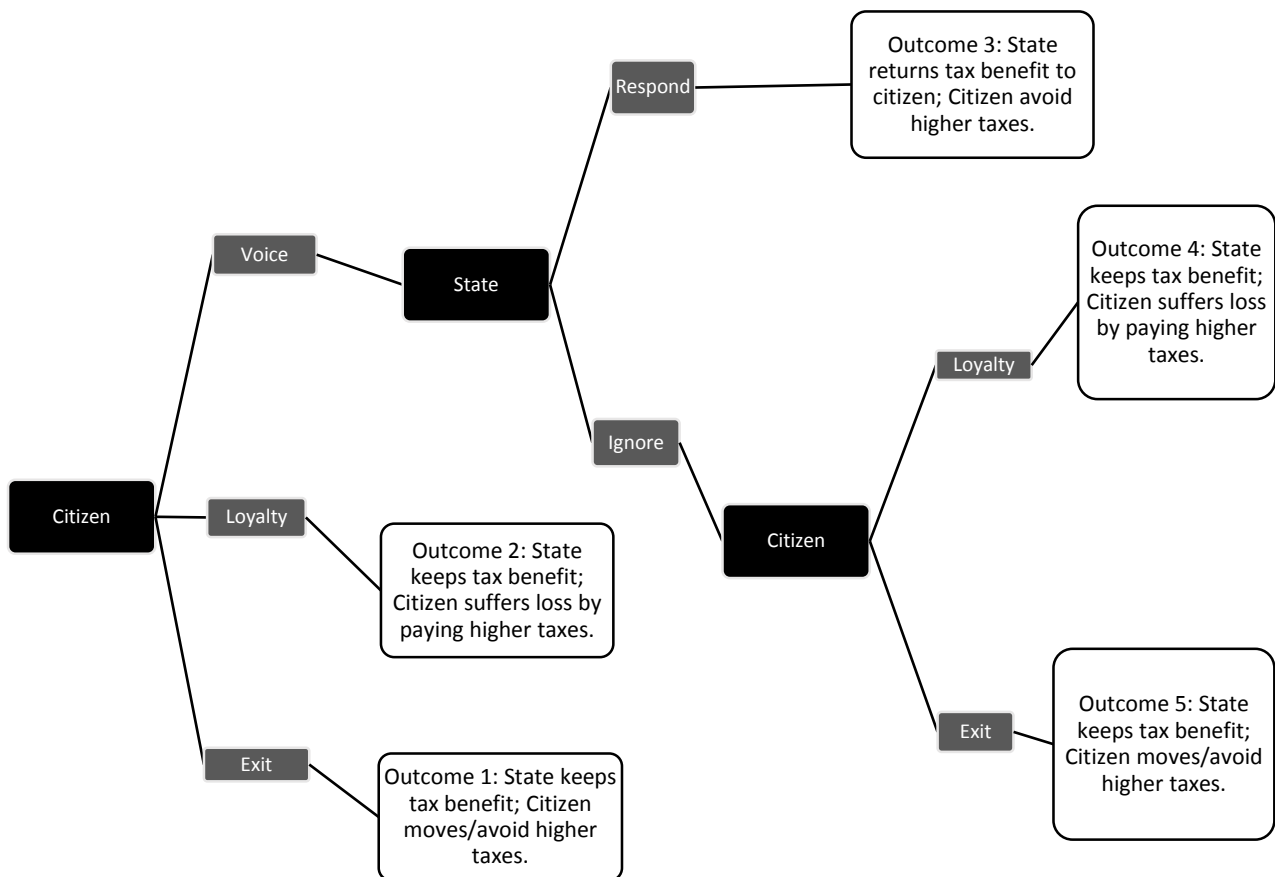 Citizen
Voice
Loyalty
Exit
Outcome 2: State
keeps tax benefit;
Citizen suffers loss by
paying higher taxes.
Outcome 1: State keeps
tax benefit; Citizen
moves/avoid higher
taxes.
State
Respond
Ignore
Outcome 3: State
returns tax benefit to
citizen; Citizen avoid
higher taxes.
Citizen
Loyalty
Exit
Outcome 4: State
keeps tax benefit;
Citizen suffers loss
by paying higher
taxes.
Outcome 5: State
keeps tax benefit;
Citizen moves/avoid
higher taxes.